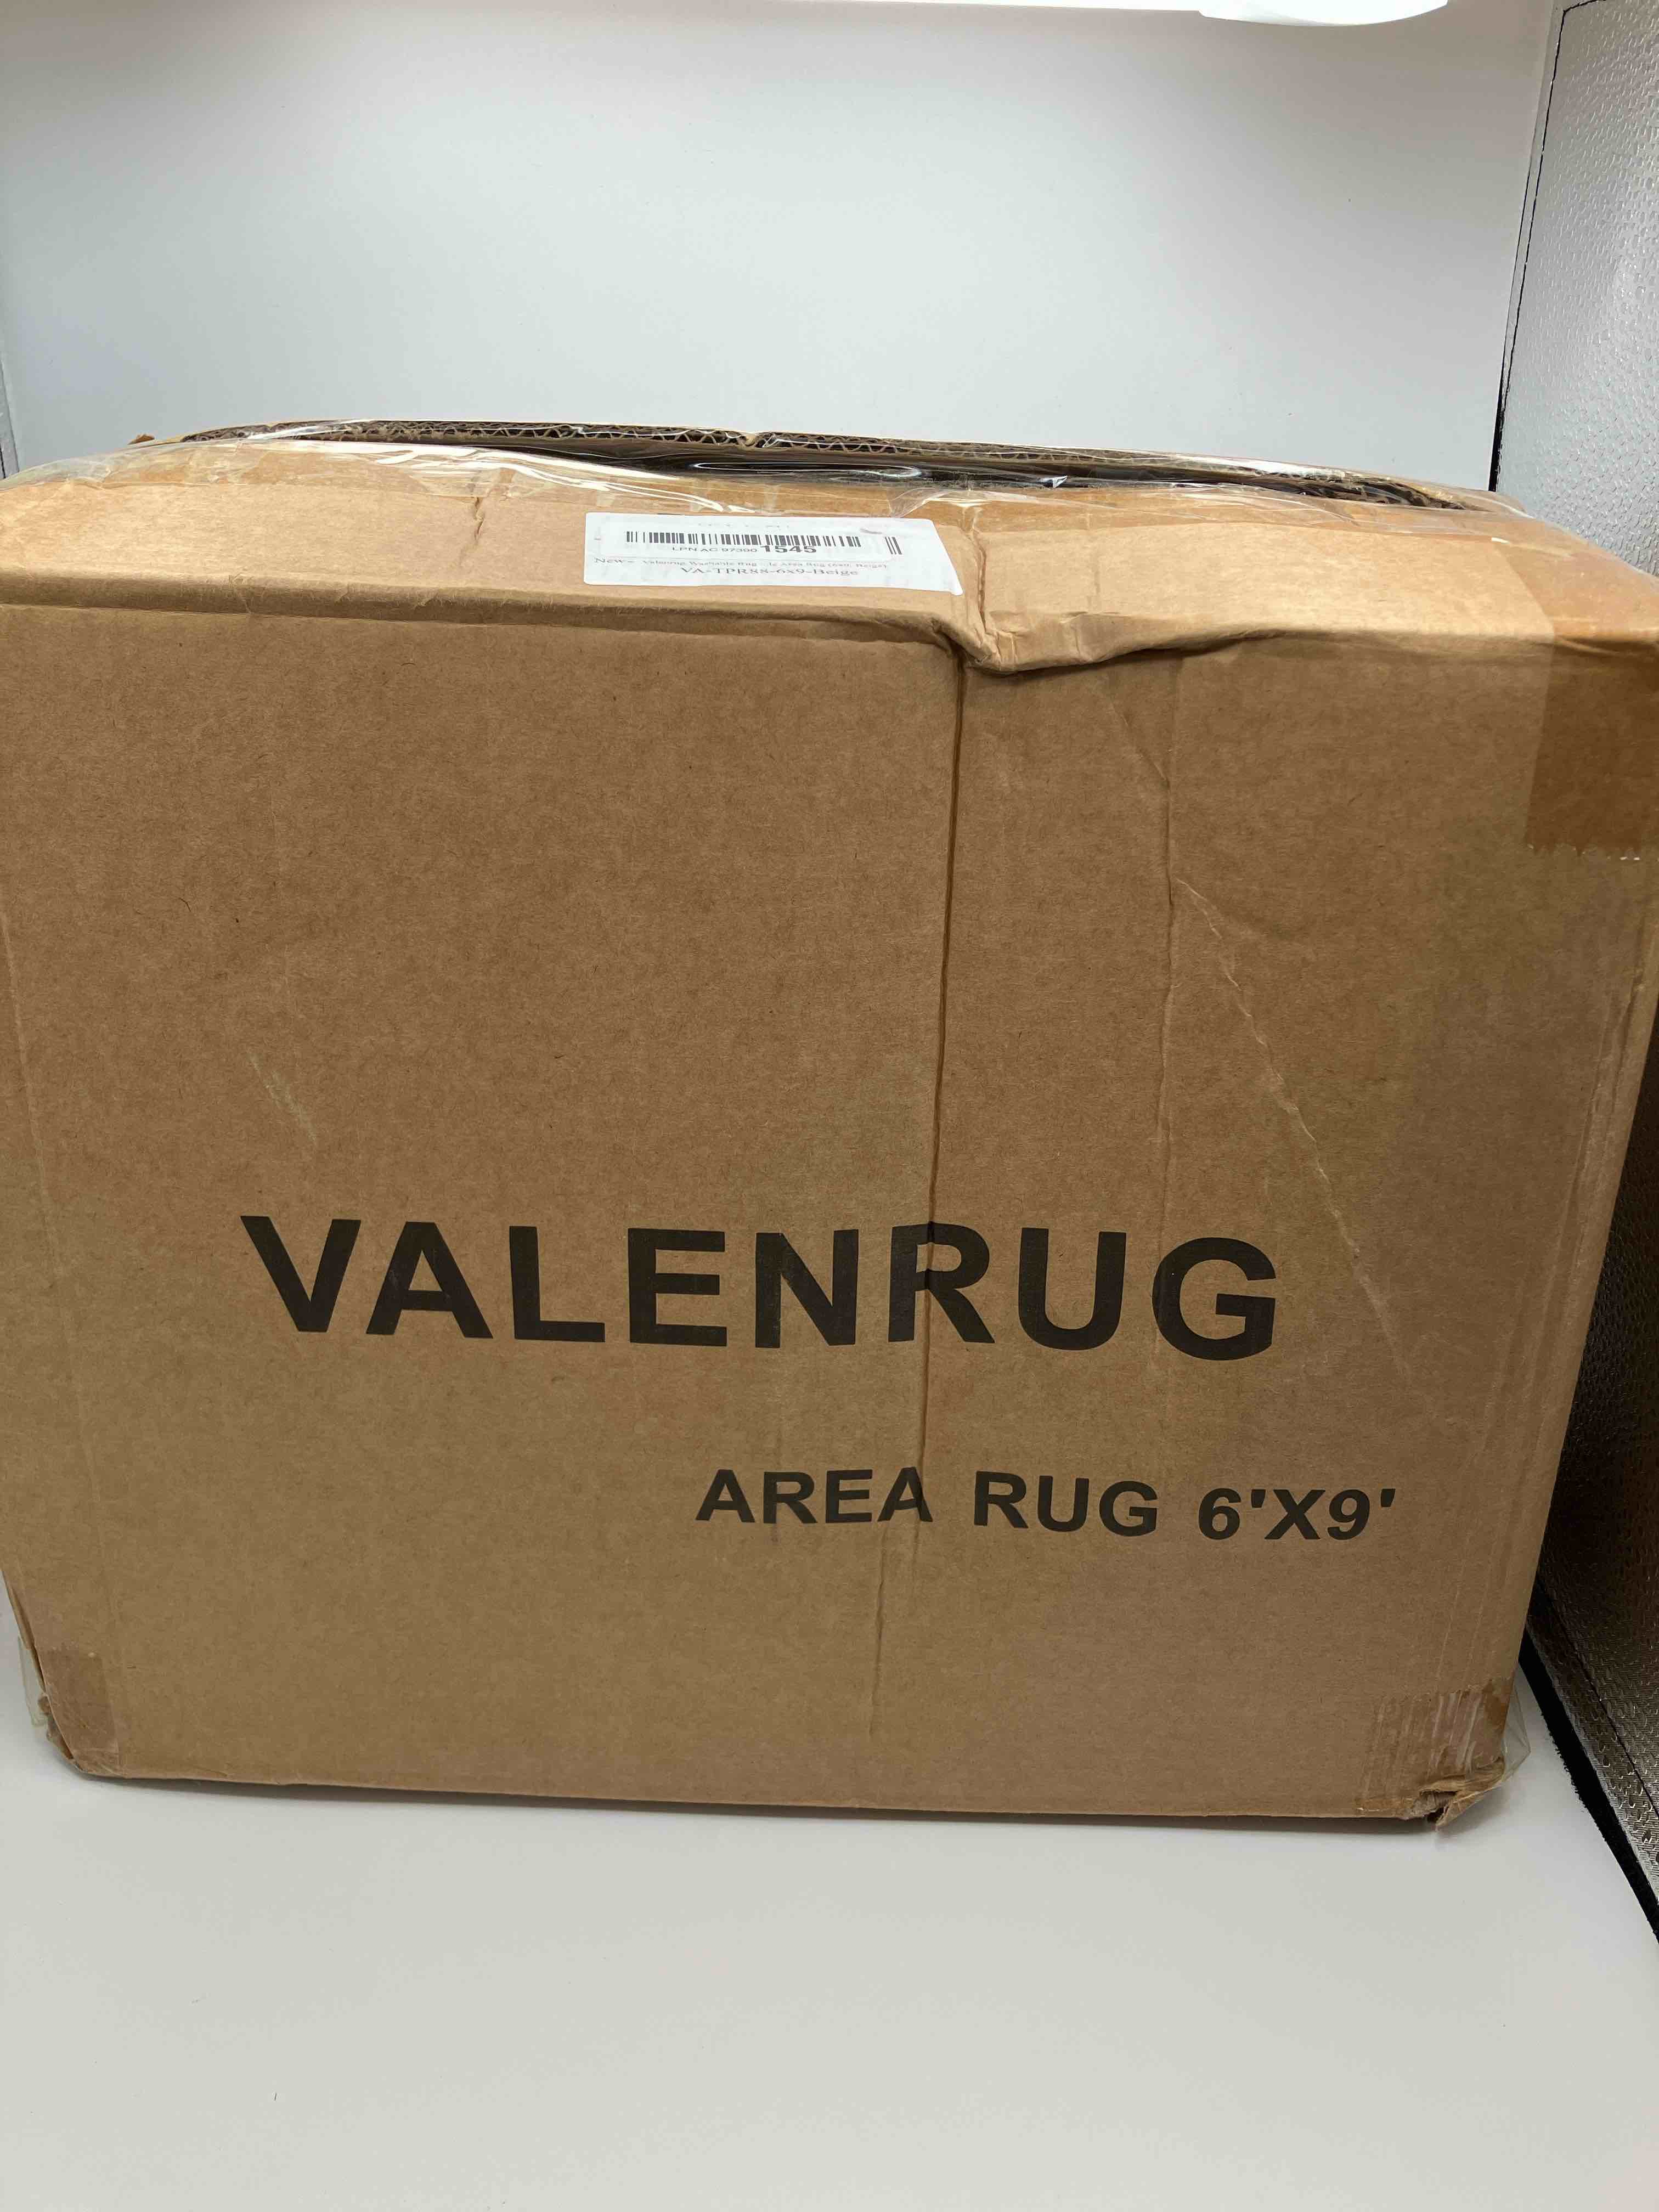 LPN AC 97390 1545
VA-TPR88-6x9-Beige
VALENRUG
AREA RUG 6'X9'